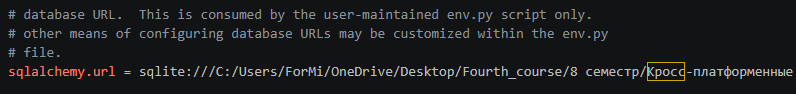 # database URL.  This is consumed by the user-maintained env.py script only.
# other means of configuring database URLs may be customized within the env.py
# file.
sqlalchemy.url = sqlite:///C:/Users/ForMi/OneDrive/Desktop/Fourth_course/8 семестр/Кросс-платформенные